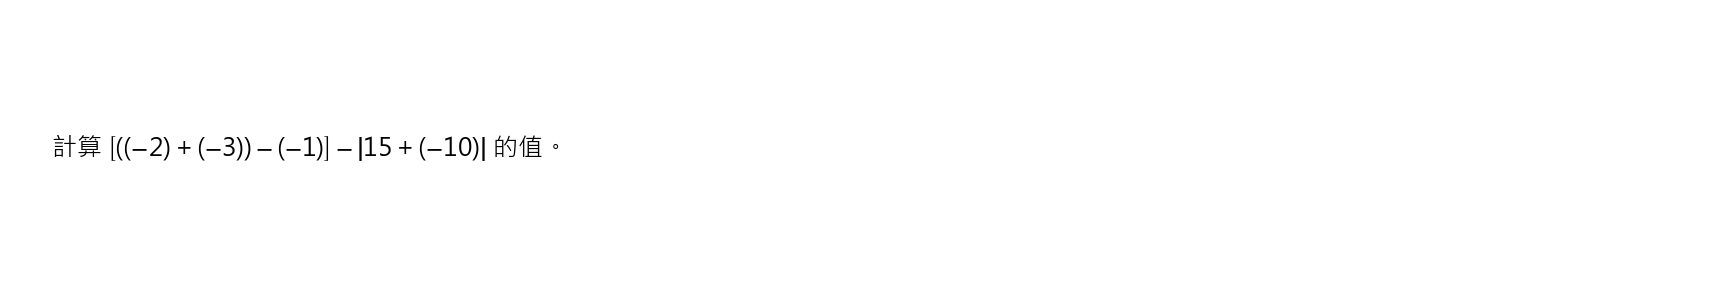 計算 [((–2) + (–3)) – (–1)] – |15 + (–10)| 的值。